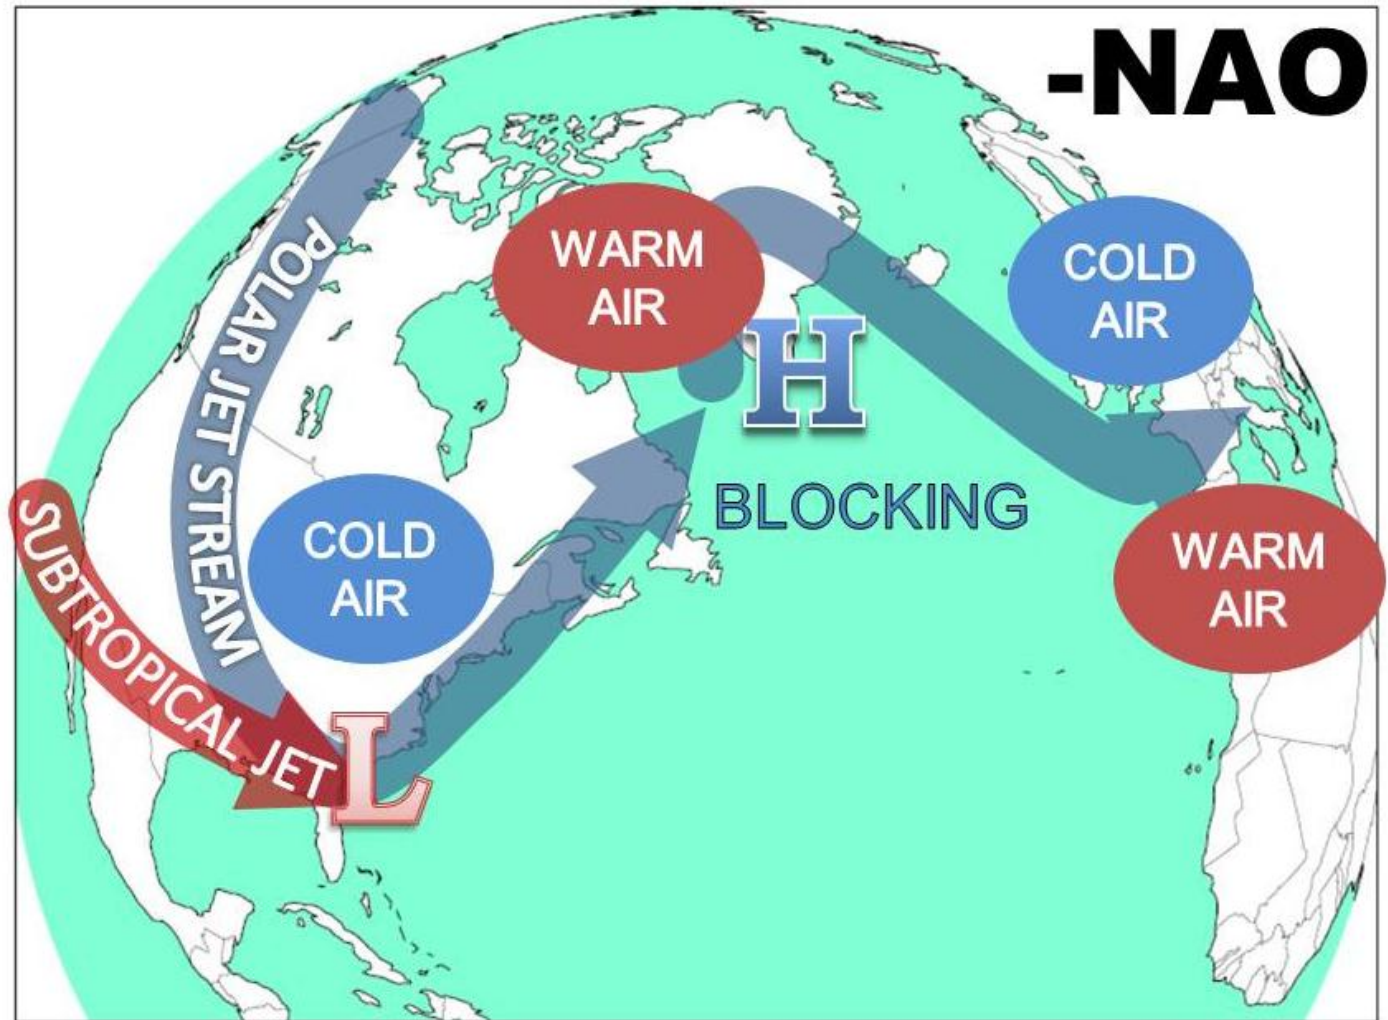 -NAO
WARM
AIR
COLD
AIR
POLAR JET STREAM
H
BLOCKING
COLD
AIR
SUBTROPICAL JET
WARM
AIR
L